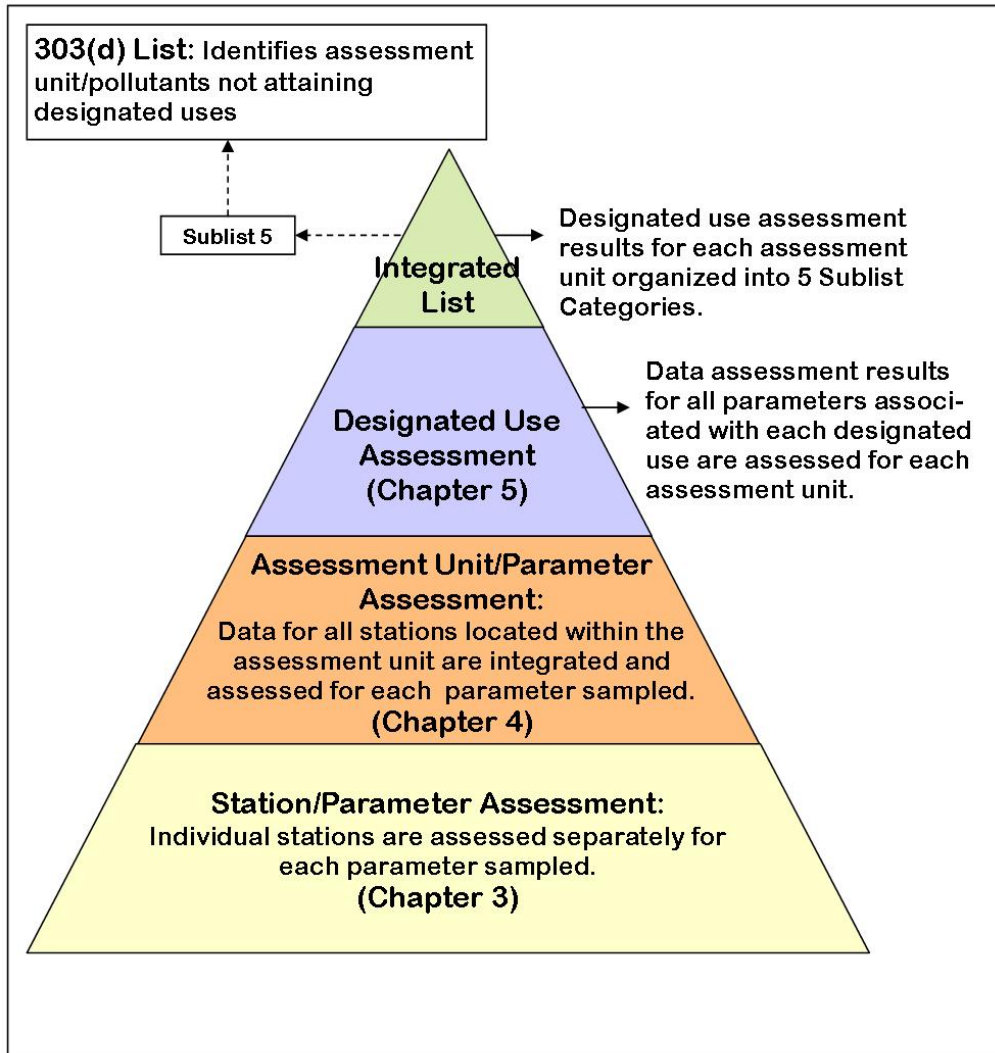 303(d) List: Identifies assessment
unit/pollutants not attaining
designated uses
Sublist 5
Integrated
List
Designated use assessment
results for each assessment
unit organized into 5 Sublist
Categories.
Designated Use
Assessment
(Chapter 5)
Data assessment results
for all parameters associ-
ated with each designated
use are assessed for each
assessment unit.
Assessment Unit/Parameter
Assessment:
Data for all stations located within the
assessment unit are integrated and
assessed for each parameter sampled.
(Chapter 4)
Station/Parameter Assessment:
Individual stations are assessed separately for
each parameter sampled.
(Chapter 3)